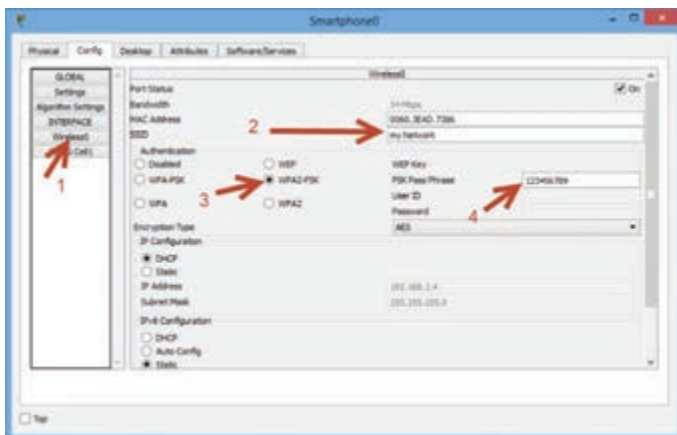 Smartphone0
Physical Config Desktop Attributes Software/Services
GLOBAL
Settings
Algorithm Settings
INTERFACE
Wireless0
Cell1
1
Wireless0
Port Status On
Bandwidth 54 Mbps
MAC Address 0060.3EAD.7386
SSID 2 my Network
Authentication
Disabled WEP WEP Key
WPA-PSK 3 WPA2-PSK PSK Pass Phrase 123456789
WPA WPA2 User ID
Password 4
Encryption Type AES
IP Configuration
DHCP
Static
IP Address
Subnet Mask 255.255.255.0
IPv6 Configuration
DHCP
Auto Config
Static
Top